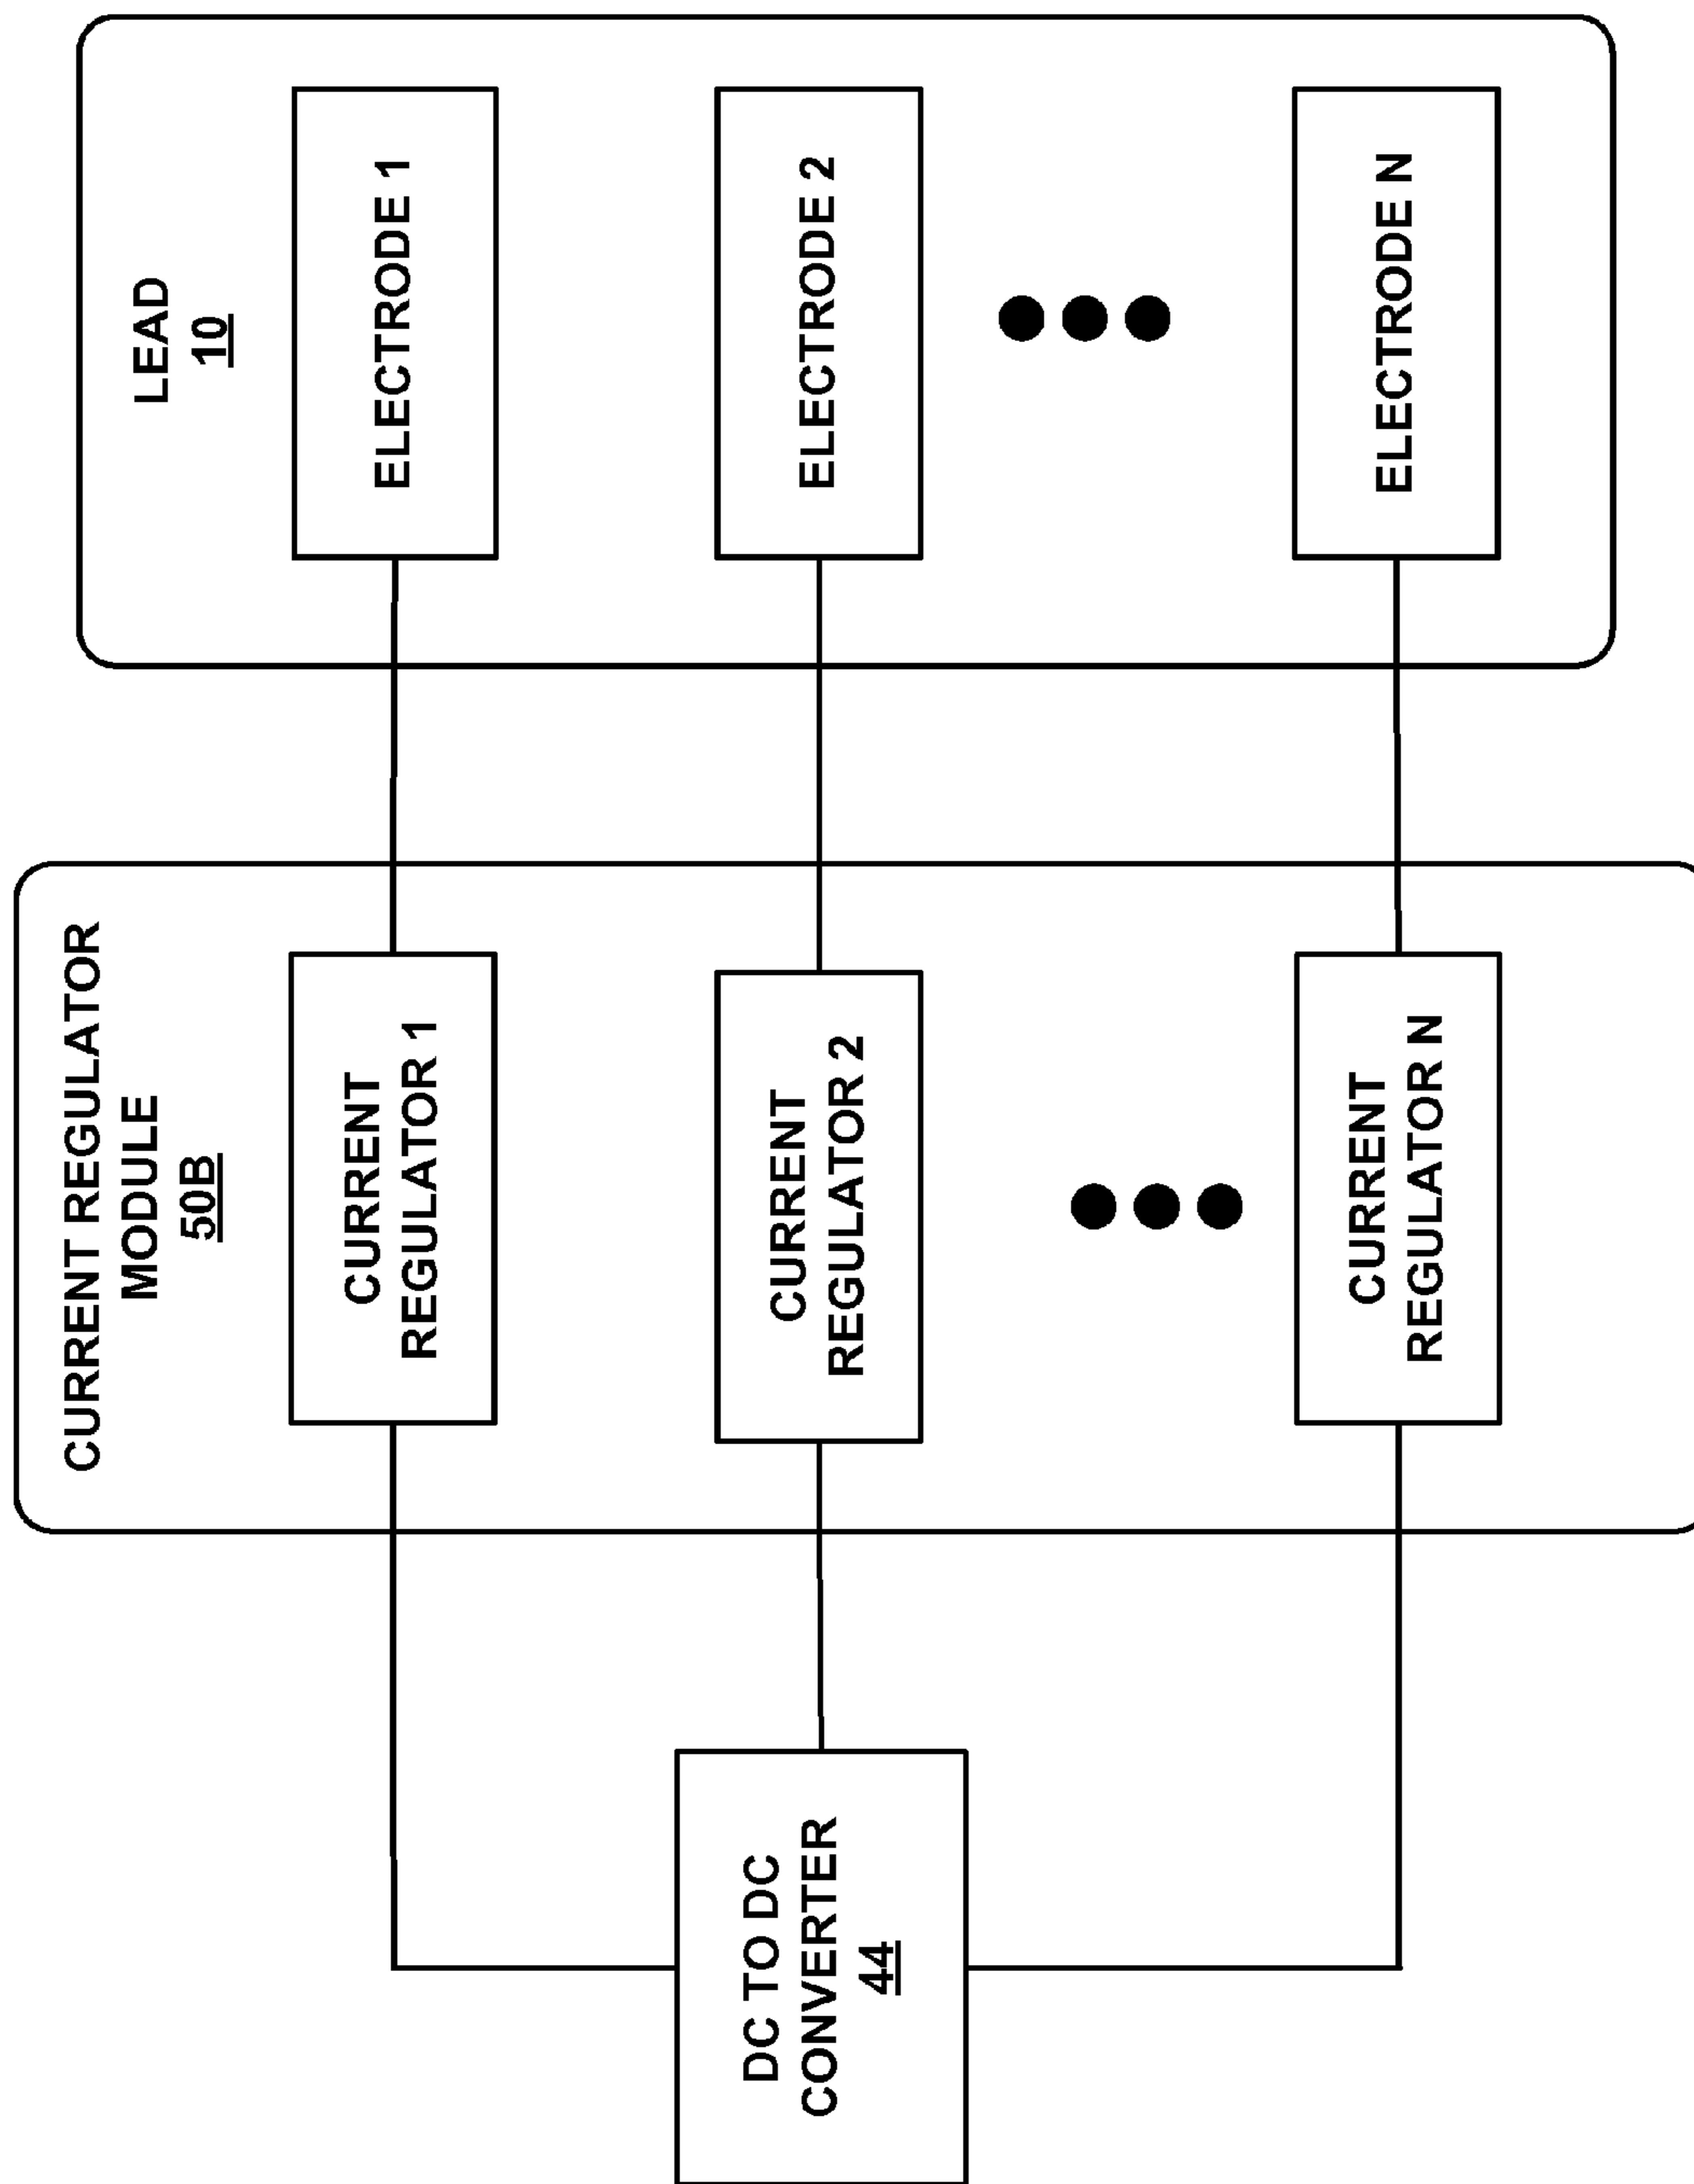 DC TO DC
CONVERTER
44
CURRENT REGULATOR
MODULE
50B
CURRENT
REGULATOR 1
CURRENT
REGULATOR 2
CURRENT
REGULATOR N
LEAD
10
ELECTRODE 1
ELECTRODE 2
ELECTRODE N